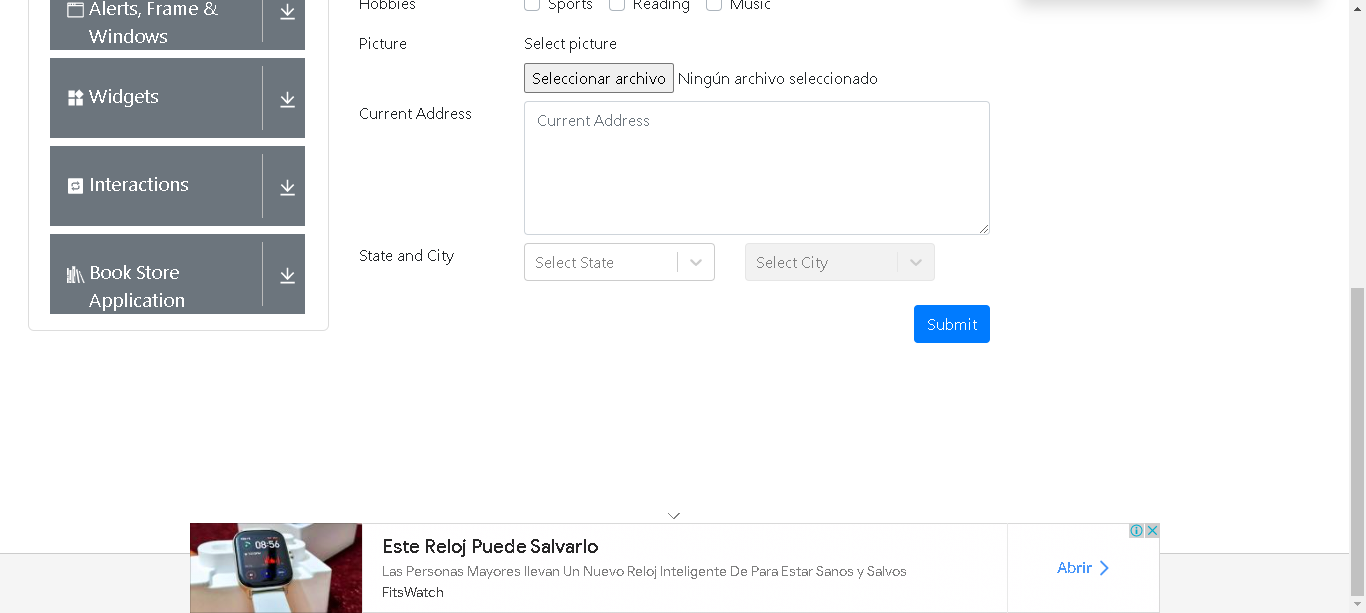 Alerts, Frame &
Windows
Widgets
Interactions
Book Store
Application
Hobbies
Sports Reading Music
Picture
Select picture
Seleccionar archivo Ningún archivo seleccionado
Current Address
Current Address
State and City
Select State
Select City
Submit
08:56
Este Reloj Puede Salvarlo
Las Personas Mayores llevan Un Nuevo Reloj Inteligente De Para Estar Sanos y Salvos
FitsWatch
Abrir